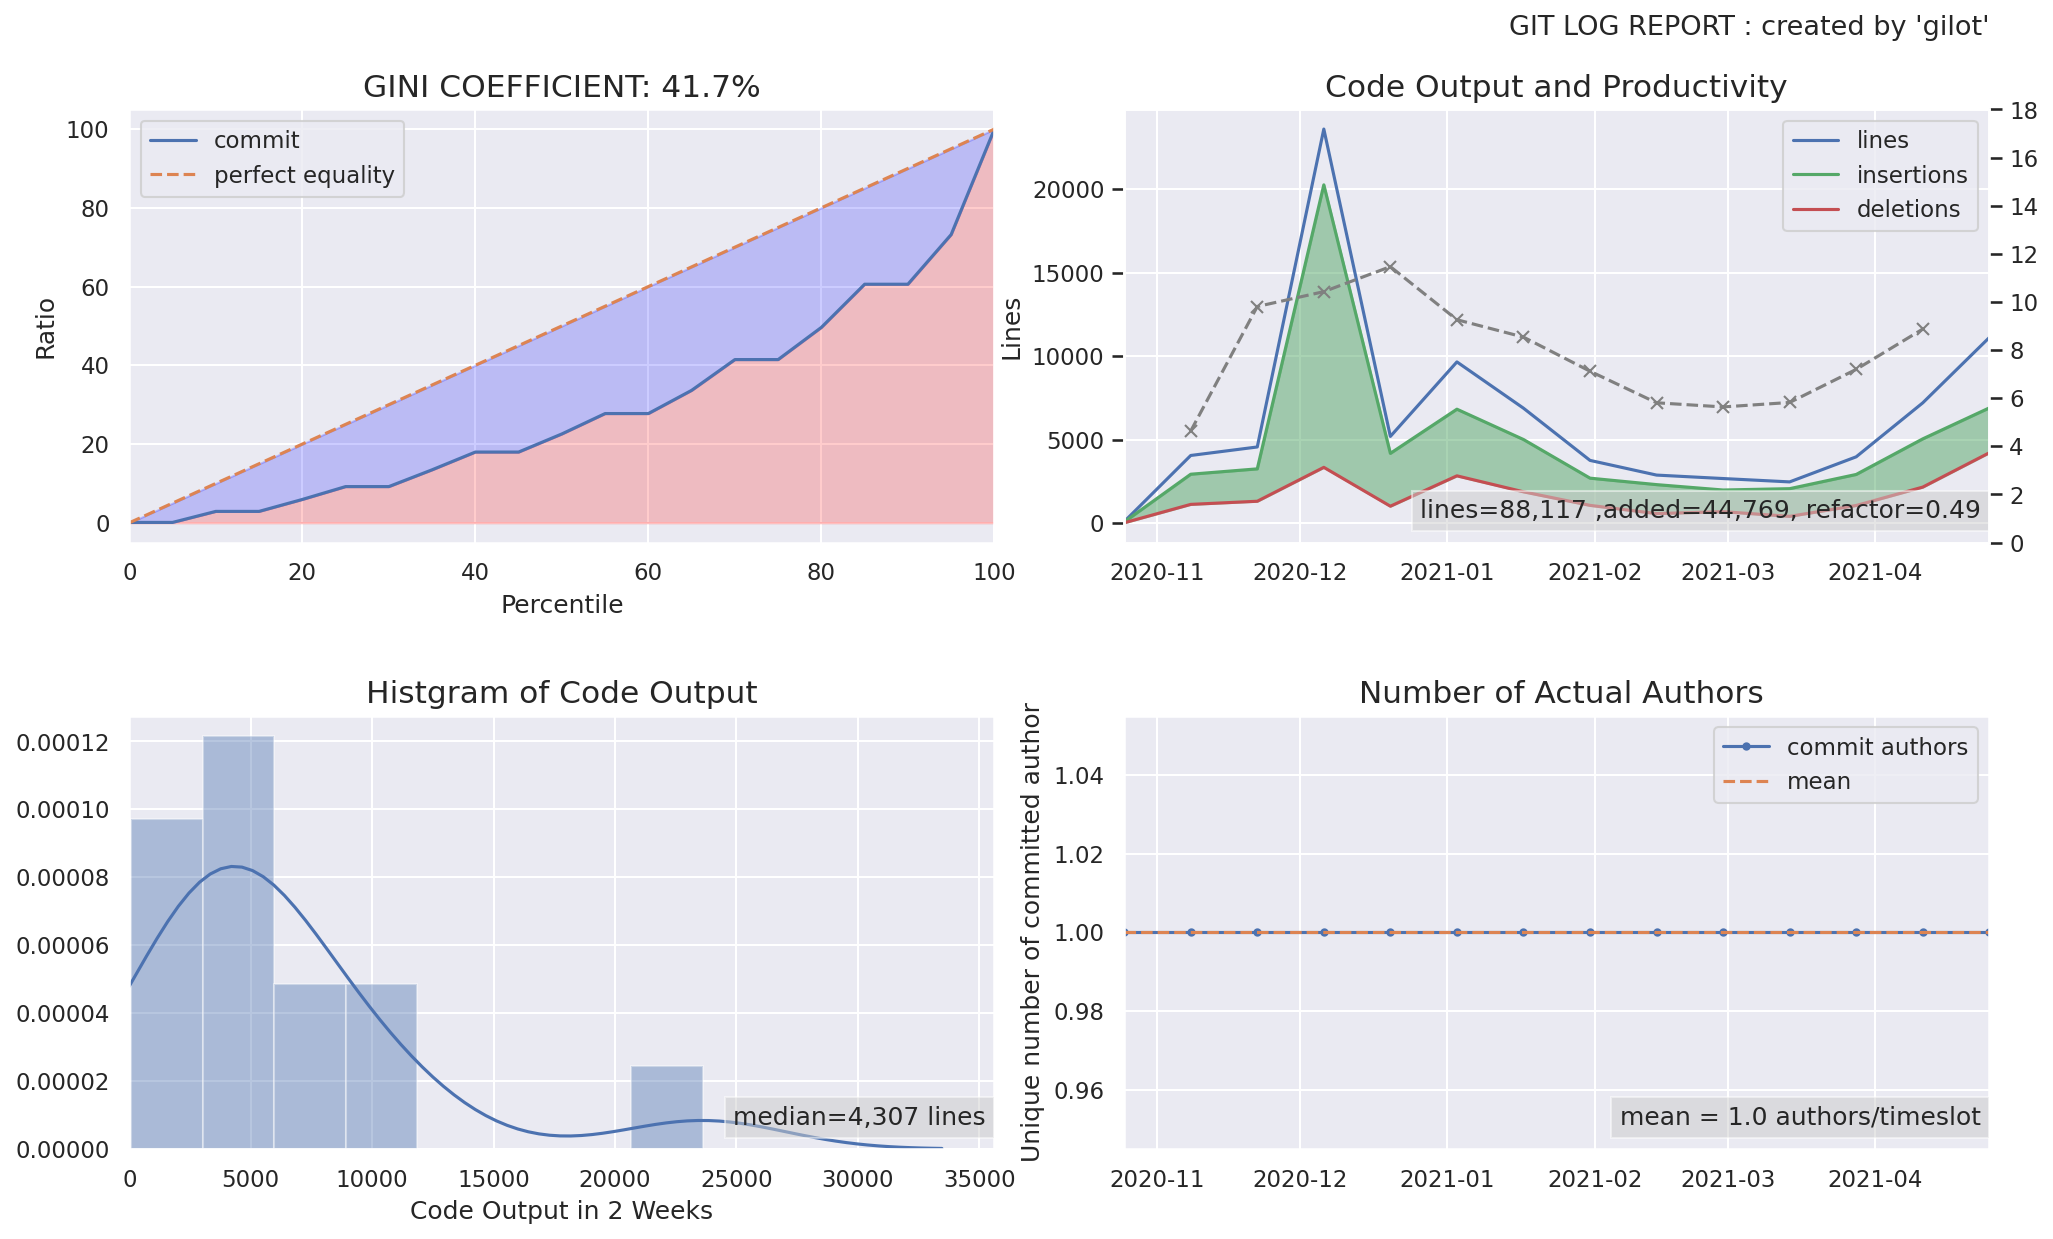 GIT LOG REPORT : created by 'gilot'
GINI COEFFICIENT: 41.7%
commit
perfect equality
100
80
60
40
20
0
Ratio
0 20 40 60 80 100
Percentile
Code Output and Productivity
lines
insertions
deletions
20000
15000
10000
5000
0
Lines
18
16
14
12
10
8
6
4
2
0
lines=88,117 ,added=44,769, refactor=0.49
2020-11 2020-12 2021-01 2021-02 2021-03 2021-04
Histgram of Code Output
0.00012
0.00010
0.00008
0.00006
0.00004
0.00002
0.00000
median=4,307 lines
0 5000 10000 15000 20000 25000 30000 35000
Code Output in 2 Weeks
Number of Actual Authors
commit authors
mean
1.04
1.02
1.00
0.98
0.96
Unique number of committed author
mean = 1.0 authors/timeslot
2020-11 2020-12 2021-01 2021-02 2021-03 2021-04